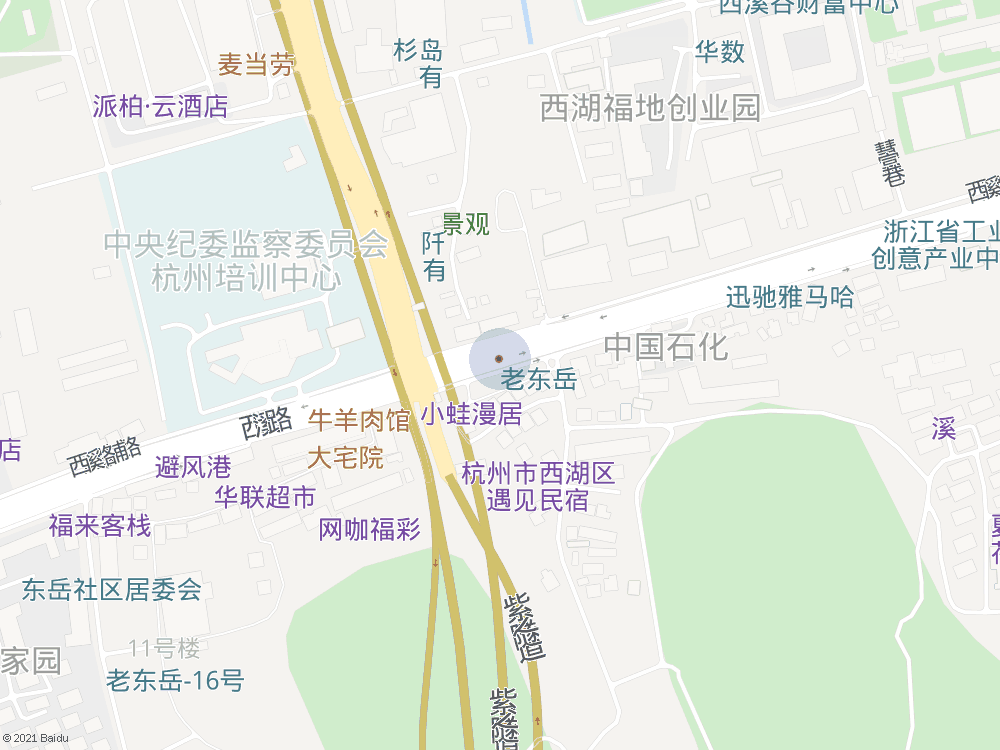 西溪谷财富中心
杉岛
有
华数
麦当劳
派柏·云酒店
西湖福地创业园
慧巷
西溪
景观
阡
有
浙江省工业
创意产业中
中央纪委监察委员会
杭州培训中心
迅驰雅马哈
中国石化
老东岳
小蛙漫居
西溪路
牛羊肉馆
大宅院
溪
西溪路辅路
店
避风港
杭州市西湖区
遇见民宿
华联超市
福来客栈
网咖福彩
夏
荷
东岳社区居委会
紫之隧道
11号楼
家园
老东岳-16号
紫之隧道
© 2021 Baidu